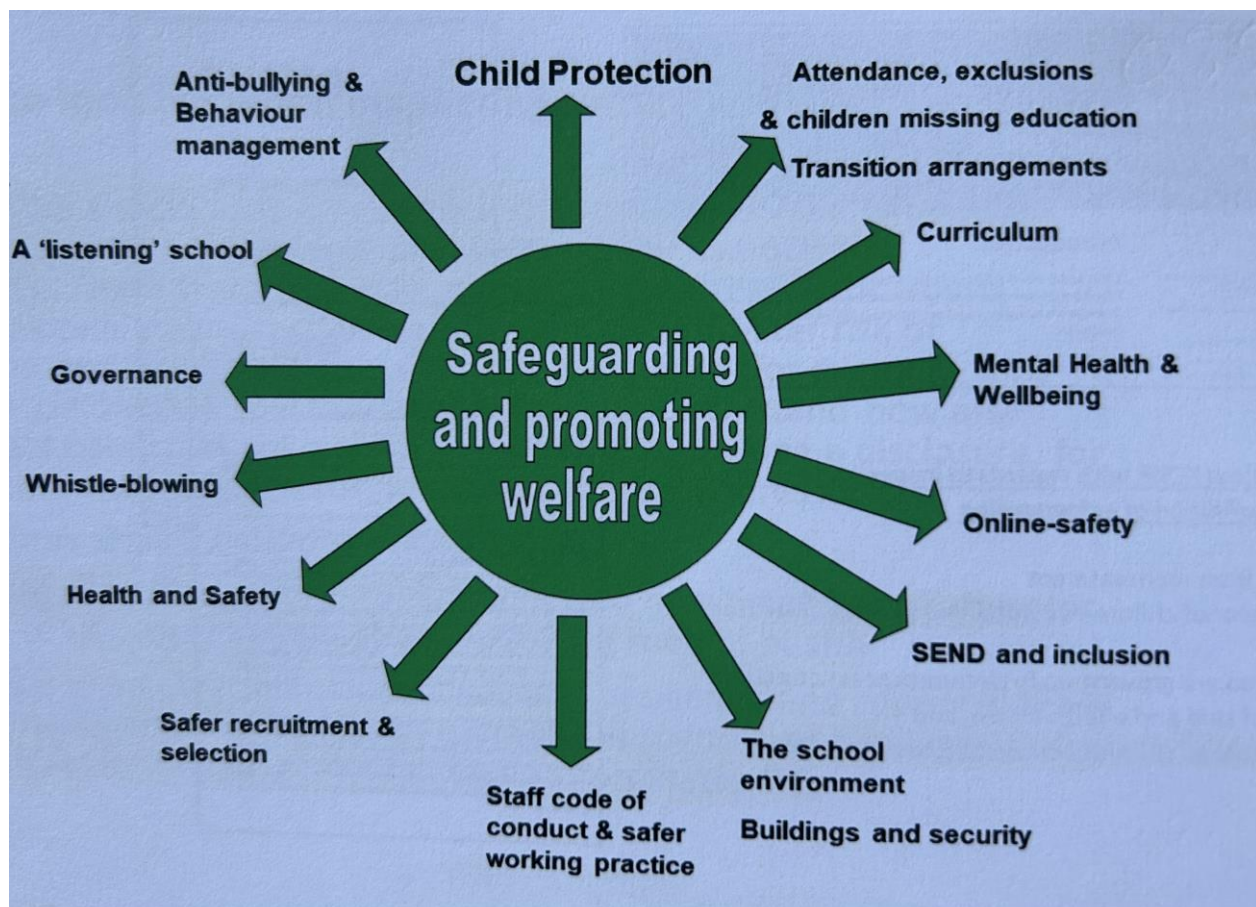 Child Protection
Attendance, exclusions
& children missing education
Transition arrangements
Curriculum
Mental Health &
Wellbeing
Online-safety
SEND and inclusion
The school
environment
Buildings and security
Staff code of
conduct & safer
working practice
Safer recruitment &
selection
Health and Safety
Whistle-blowing
Governance
A ‘listening’ school
Anti-bullying &
Behaviour
management
Safeguarding
and promoting
welfare